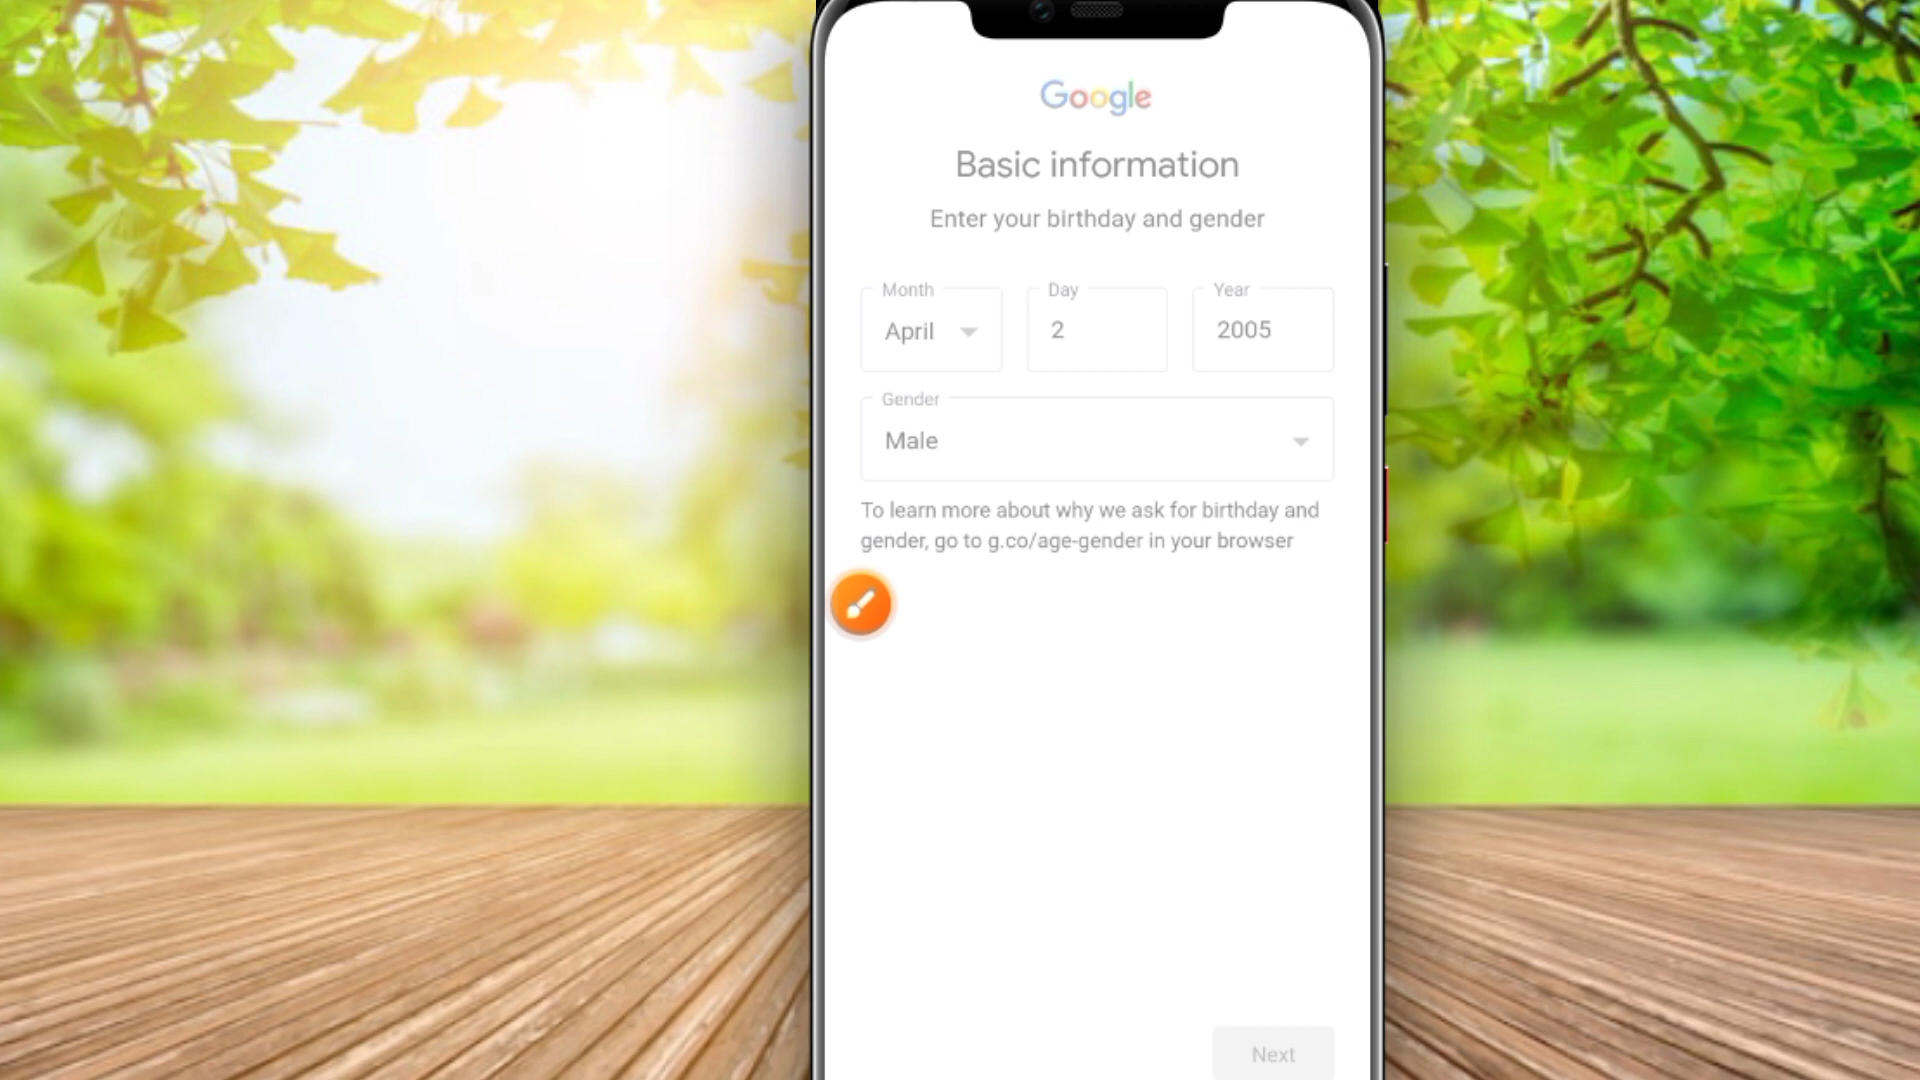 Google
Basic information
Enter your birthday and gender
Month
Day
Year
April
2
2005
Gender
Male
To learn more about why we ask for birthday and
gender, go to g.co/age-gender in your browser
Next